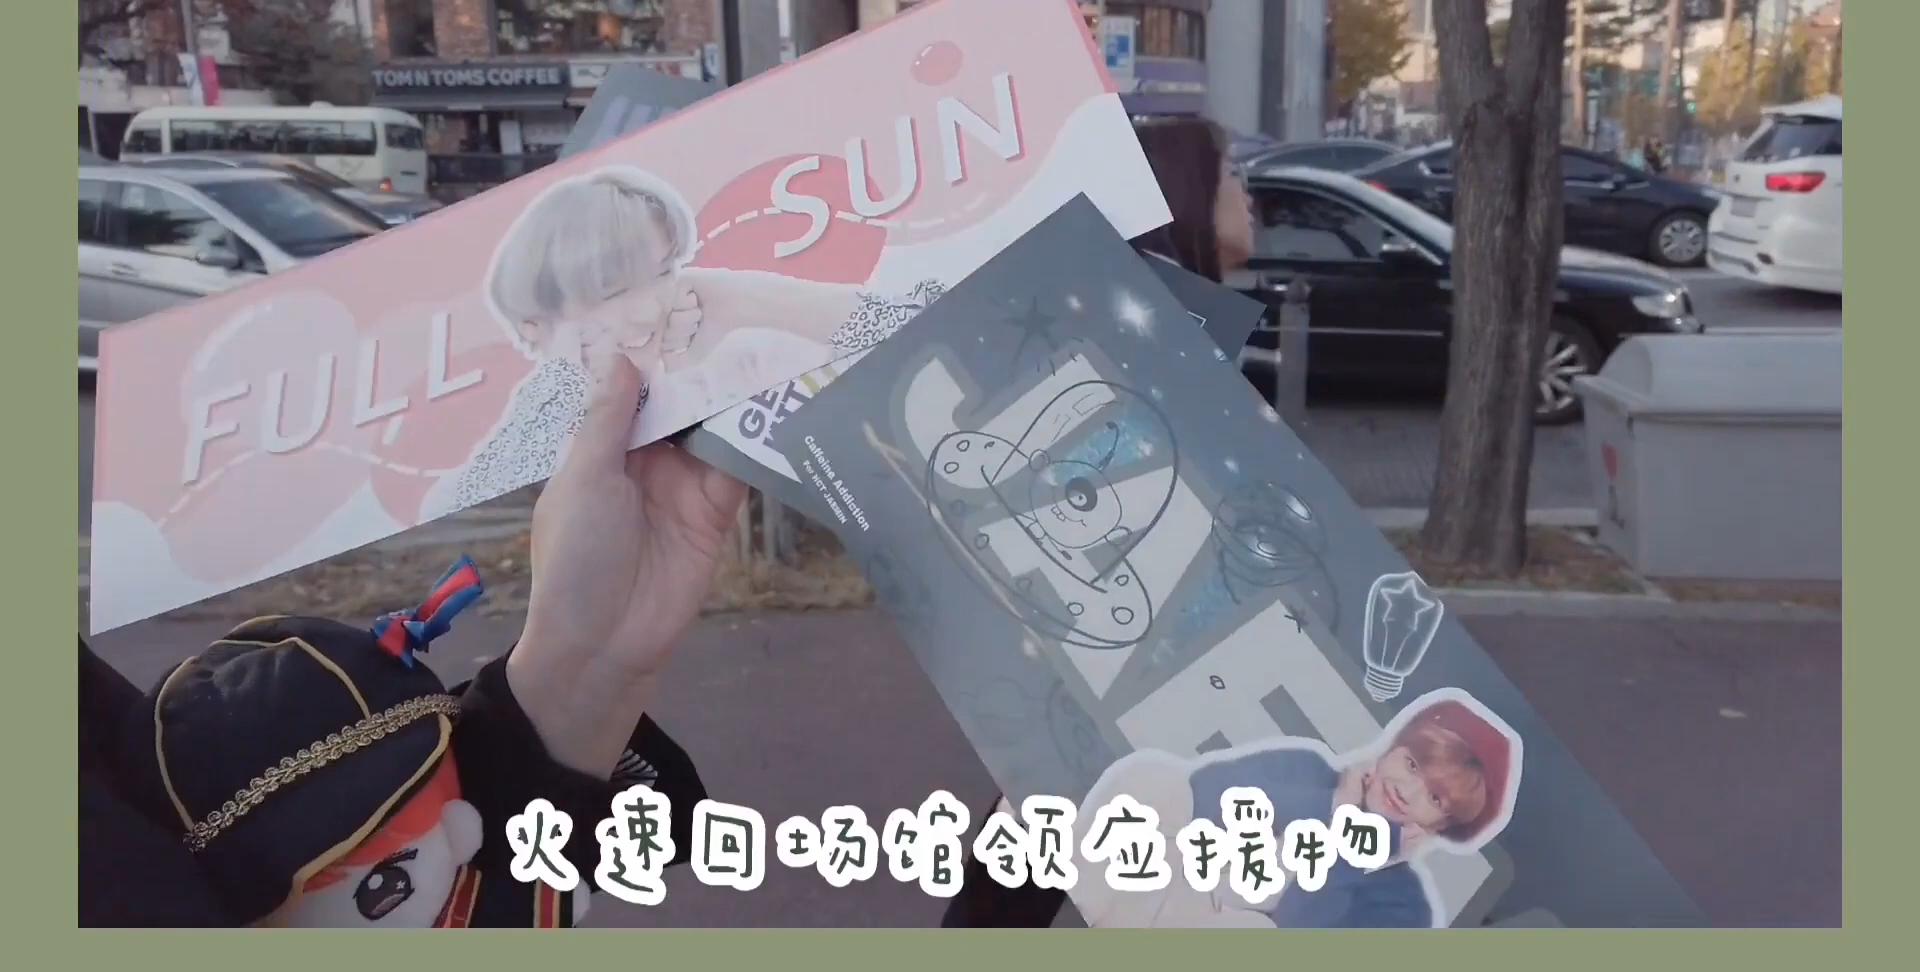 TOM N TOMS COFFEE
FULL SUN
Caffeine Addiction
For NCT JAEMIN
火速回场馆领应援物